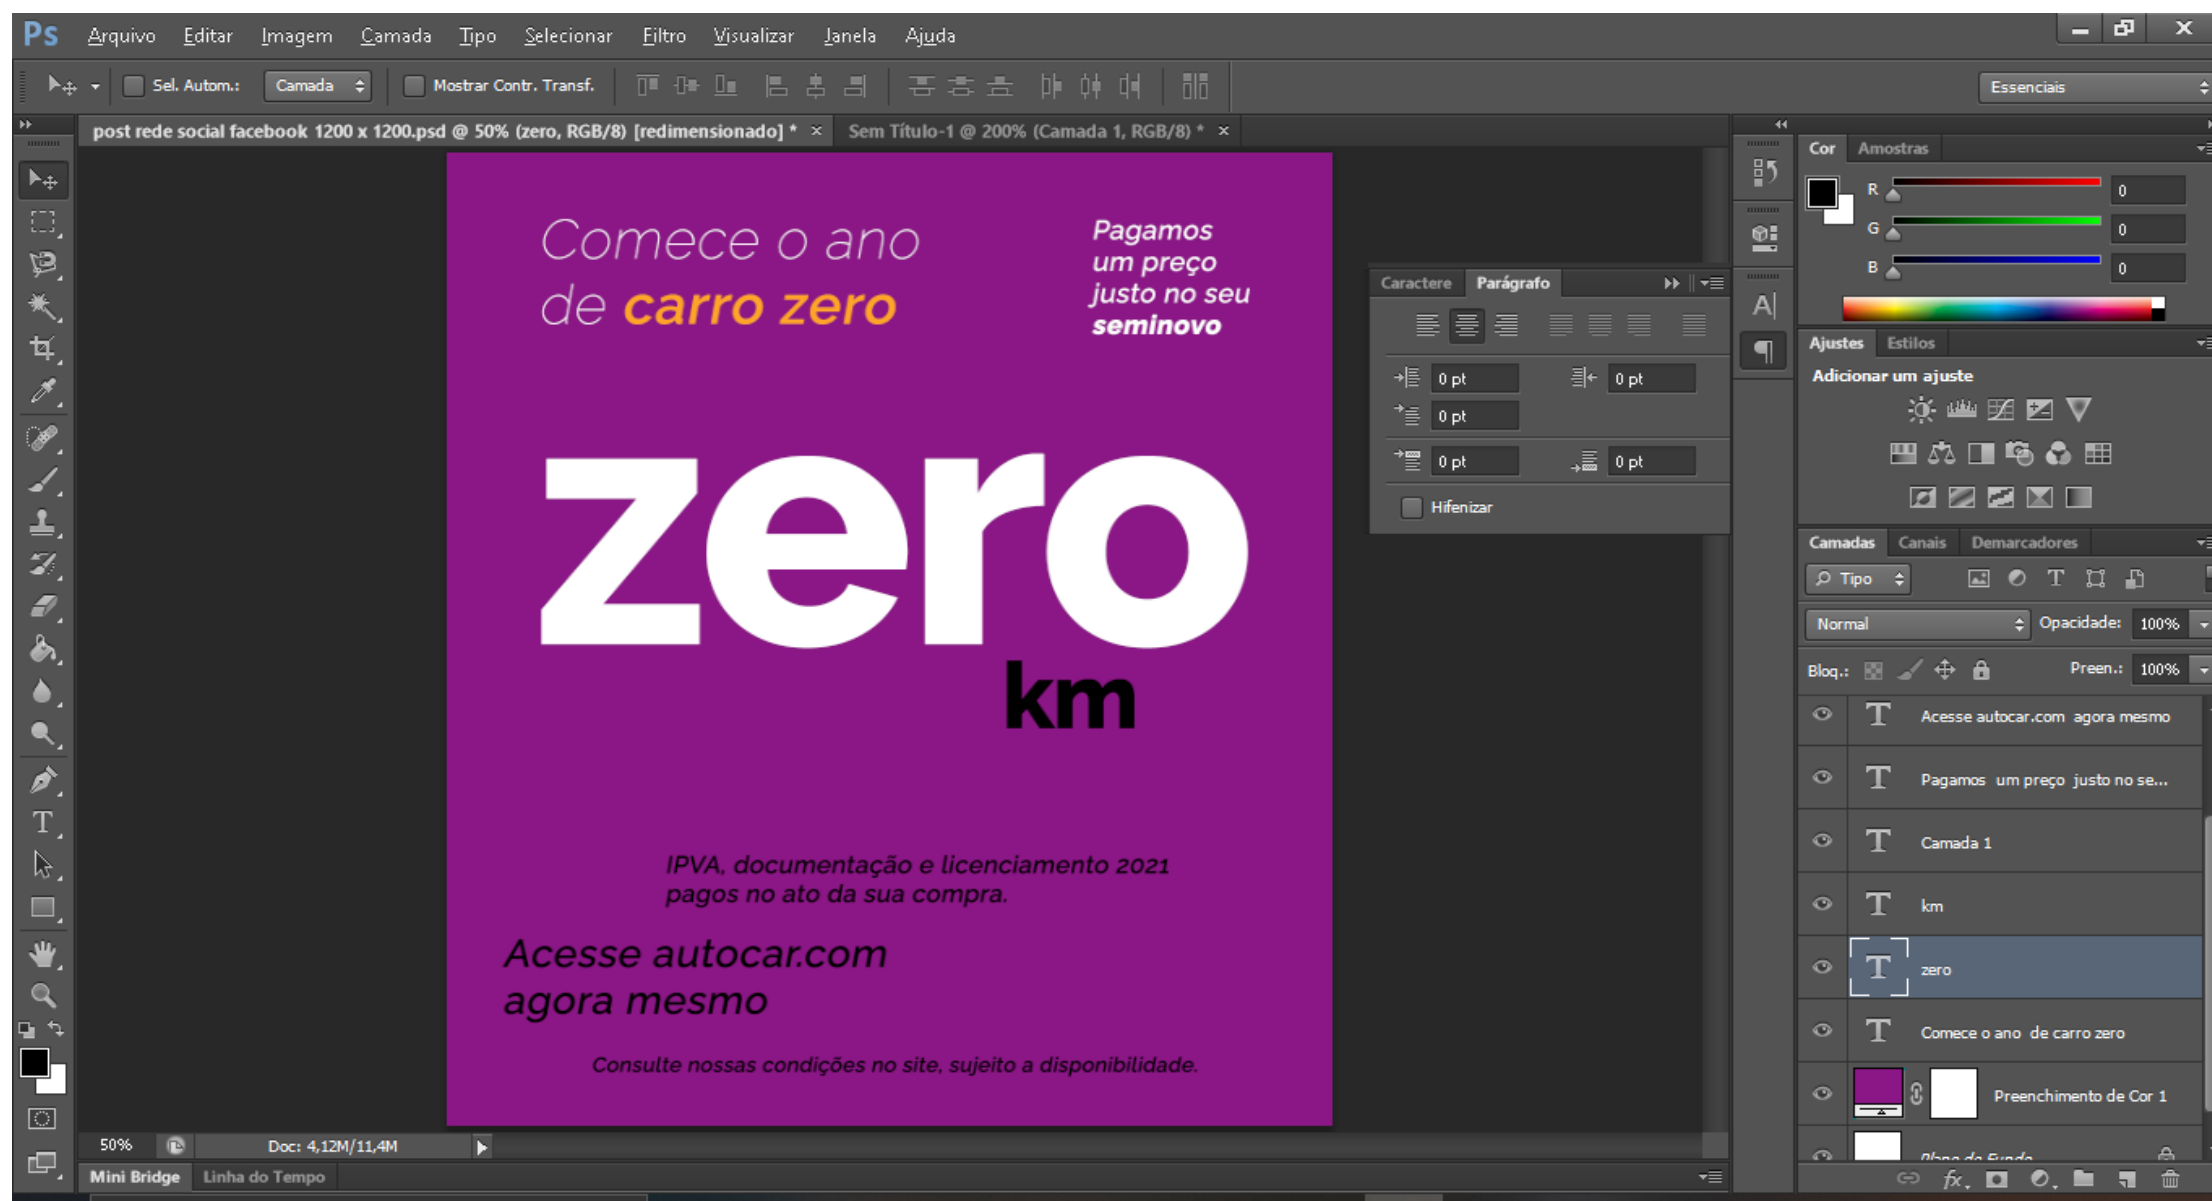 Ps Arquivo Editar Imagem Camada Tipo Selecionar Filtro Visualizar Janela Ajuda
Sel. Autom.: Camada Mostrar Contr. Transf. Essenciais
post rede social facebook 1200 x 1200.psd @ 50% (zero, RGB/8) [redimensionado] * × Sem Título-1 @ 200% (Camada 1, RGB/8) * ×
Comece o ano
de carro zero
Pagamos
um preço
justo no seu
seminovo
zero
km
IPVA, documentação e licenciamento 2021
pagos no ato da sua compra.
Acesse autocar.com
agora mesmo
Consulte nossas condições no site, sujeito a disponibilidade.
Caractere Parágrafo
0 pt 0 pt
0 pt
0 pt 0 pt
Hifenizar
Cor Amostras
R 0
G 0
B 0
Ajustes Estilos
Adicionar um ajuste
Camadas Canais Demarcadores
Tipo
Normal Opacidade: 100%
Bloq.: Preen.: 100%
Acesse autocar.com agora mesmo
Pagamos um preço justo no se...
Camada 1
km
zero
Comece o ano de carro zero
Preenchimento de Cor 1
Plano de Fundo
50% Doc: 4,12M/11,4M
Mini Bridge Linha do Tempo